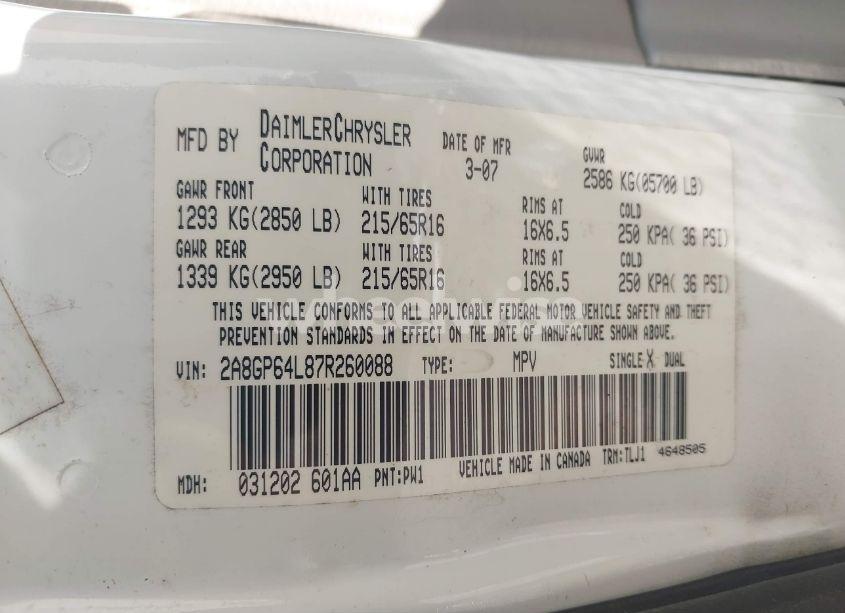 MFD BY DAIMLERCHRYSLER CORPORATION DATE OF MFR 3-07 GVWR 2586 KG(05700 LB)
GAWR FRONT WITH TIRES RIMS AT COLD
1293 KG(2850 LB) 215/65R16 16X6.5 250 KPA( 36 PSI)
GAWR REAR WITH TIRES RIMS AT COLD
1339 KG(2950 LB) 215/65R16 16X6.5 250 KPA( 36 PSI)
THIS VEHICLE CONFORMS TO ALL APPLICABLE FEDERAL MOTOR VEHICLE SAFETY AND THEFT
PREVENTION STANDARDS IN EFFECT ON THE DATE OF MANUFACTURE SHOWN ABOVE.
VIN: 2A8GP64L87R260088 TYPE: MPV SINGLE X DUAL
MDH: 031202 601AA PNT:PW1 VEHICLE MADE IN CANADA TRM:TLJ1 4648505